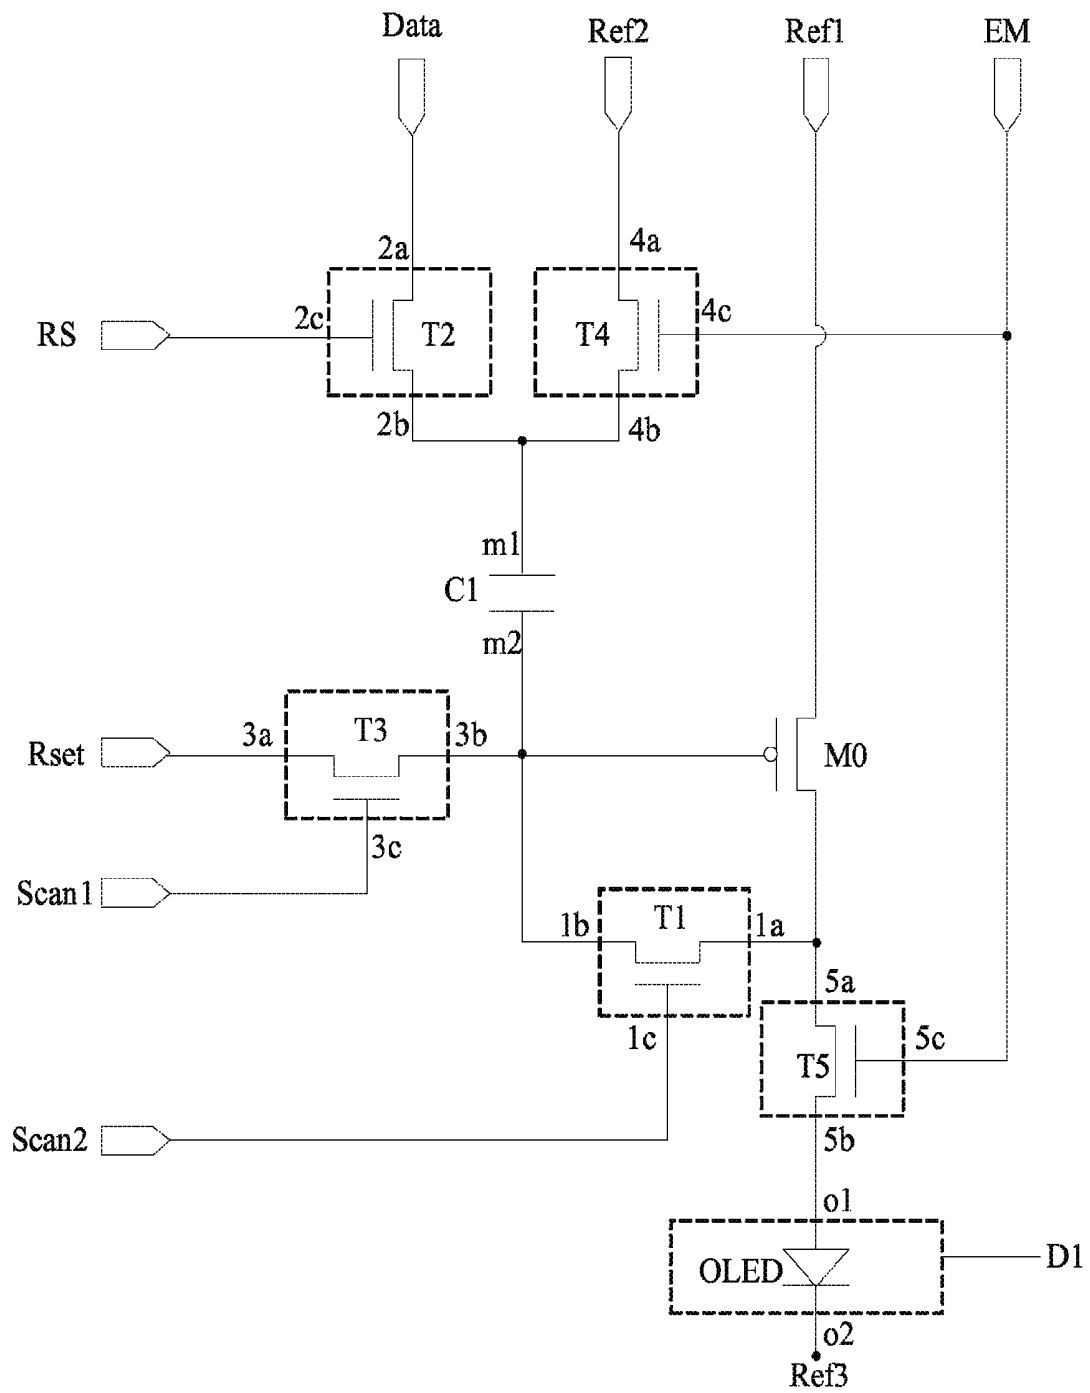 Data
Ref2
Ref1
EM
2a
4a
RS
2c
T2
T4
4c
2b
4b
m1
C1
m2
Rset
3a
T3
3b
M0
3c
Scan1
1b
T1
1a
5a
1c
T5
5c
Scan2
5b
o1
OLED
D1
o2
Ref3